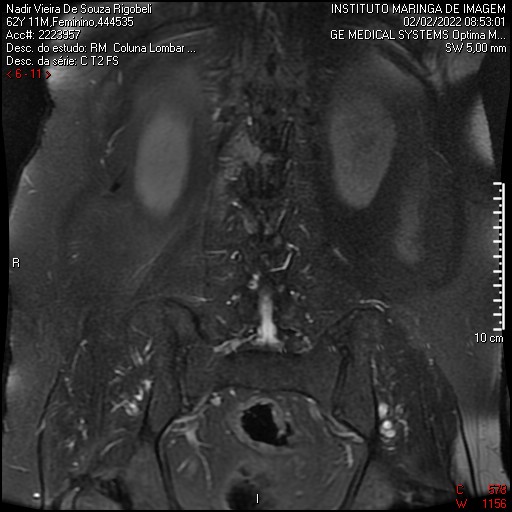 Nadir Vieira De Souza Rigobeli
62Y 11M,Feminino,444535
Acc#: 2223957
Desc. do estudo: RM Coluna Lombar ...
Desc. da série: C T2 FS
< 6 - 11 >
INSTITUTO MARINGA DE IMAGEM
02/02/2022 08:53:01
GE MEDICAL SYSTEMS Optima M...
SW 5,00 mm
R
10 cm
I
C 578
W 1156